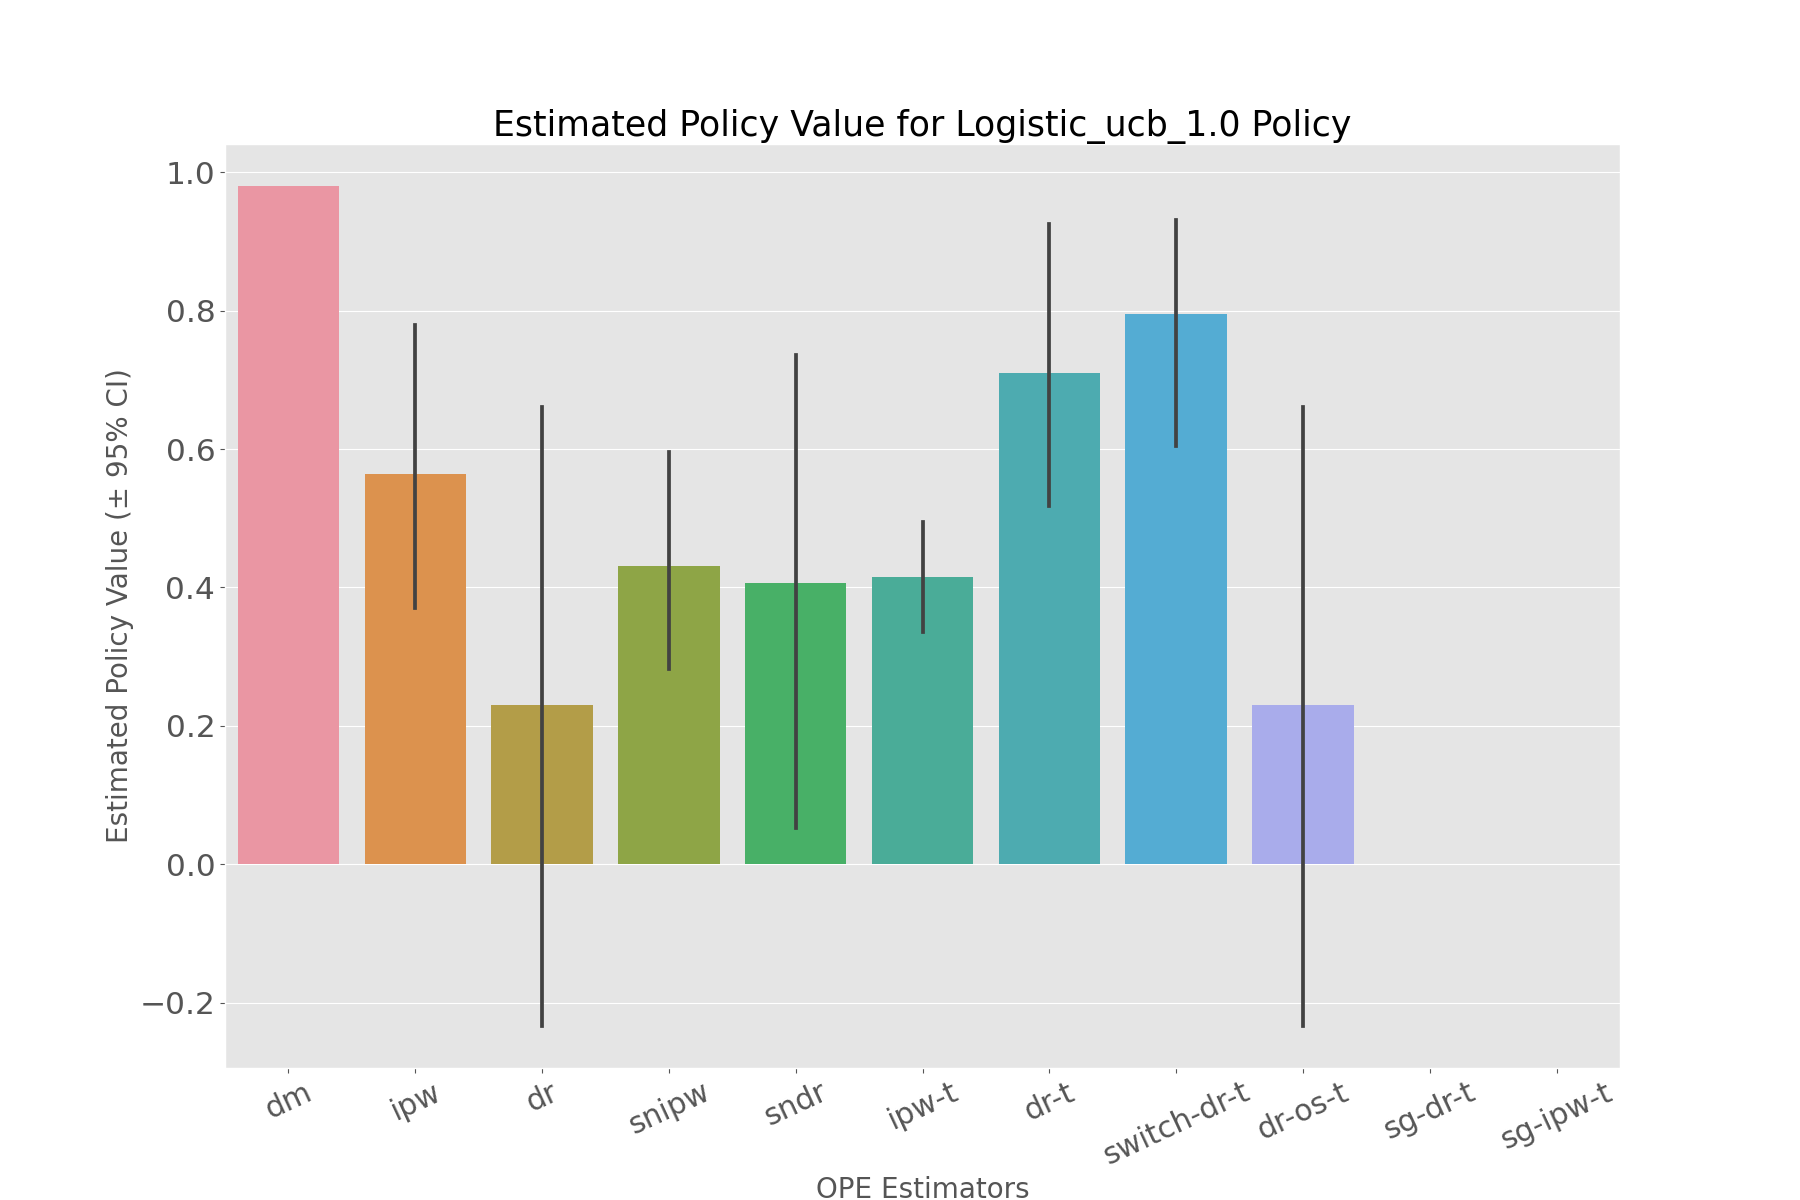 Estimated Policy Value for Logistic_ucb_1.0 Policy
Estimated Policy Value (± 95% CI)
1.0
0.8
0.6
0.4
0.2
0.0
−0.2
dm
ipw
dr
snipw
sndr
ipw-t
dr-t
switch-dr-t
dr-os-t
sg-dr-t
sg-ipw-t
OPE Estimators